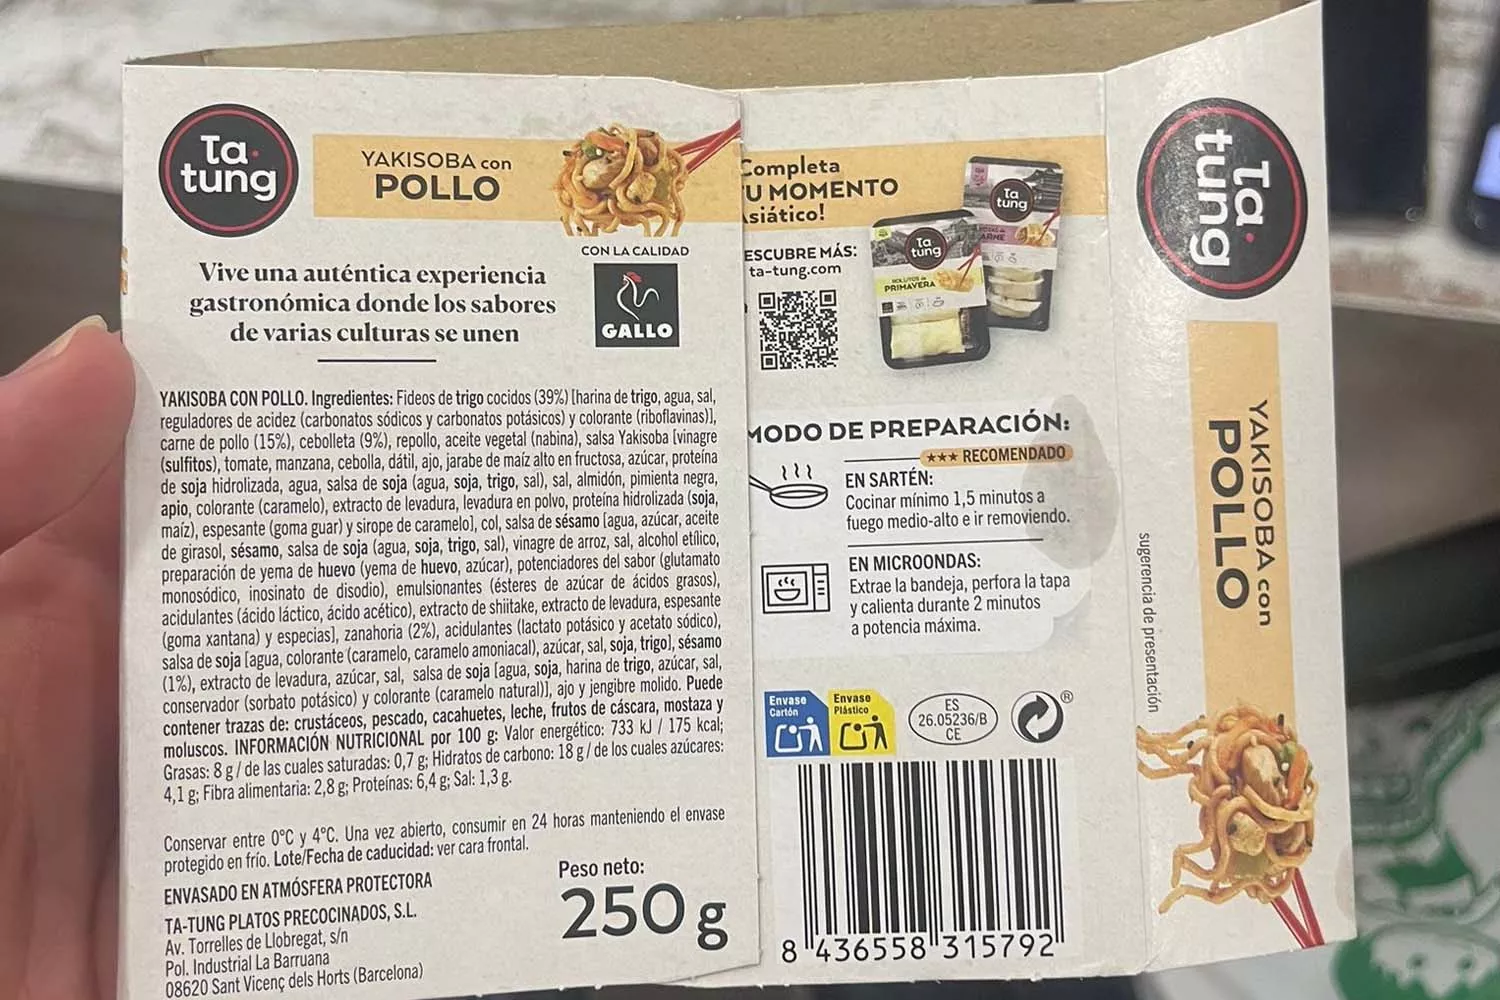 Ta·
tung
YAKISOBA con
POLLO
CON LA CALIDAD
GALLO
Vive una auténtica experiencia
gastronómica donde los sabores
de varias culturas se unen
YAKISOBA CON POLLO. Ingredientes: Fideos de trigo cocidos (39%) [harina de trigo, agua, sal,
reguladores de acidez (carbonatos sódicos y carbonatos potásicos) y colorante (riboflavinas)],
carne de pollo (15%), cebolleta (9%), repollo, aceite vegetal (nabina), salsa Yakisoba [vinagre
(sulfitos), tomate, manzana, cebolla, dátil, ajo, jarabe de maíz alto en fructosa, azúcar, proteína
de soja hidrolizada, agua, salsa de soja (agua, soja, trigo, sal), sal, almidón, pimienta negra,
apio, colorante (caramelo), extracto de levadura, levadura en polvo, proteína hidrolizada (soja,
maíz), espesante (goma guar) y sirope de caramelo], col, salsa de sésamo [agua, azúcar, aceite
de girasol, sésamo, salsa de soja (agua, soja, trigo, sal), vinagre de arroz, sal, alcohol etílico,
preparación de yema de huevo (yema de huevo, azúcar), potenciadores del sabor (glutamato
monosódico, inosinato de disodio), emulsionantes (ésteres de azúcar de ácidos grasos),
acidulantes (ácido láctico, ácido acético), extracto de shiitake, extracto de levadura, espesante
(goma xantana) y especias], zanahoria (2%), acidulantes (lactato potásico y acetato sódico),
salsa de soja [agua, colorante (caramelo, caramelo amoniacal), azúcar, sal, soja, trigo], sésamo
(1%), extracto de levadura, azúcar, sal, salsa de soja [agua, soja, harina de trigo, azúcar, sal,
conservador (sorbato potásico) y colorante (caramelo natural)], ajo y jengibre molido. Puede
contener trazas de: crustáceos, pescado, cacahuetes, leche, frutos de cáscara, mostaza y
moluscos. INFORMACIÓN NUTRICIONAL por 100 g: Valor energético: 733 kJ / 175 kcal;
Grasas: 8 g / de las cuales saturadas: 0,7 g; Hidratos de carbono: 18 g / de los cuales azúcares:
4,1 g; Fibra alimentaria: 2,8 g; Proteínas: 6,4 g; Sal: 1,3 g.
Conservar entre 0°C y 4°C. Una vez abierto, consumir en 24 horas manteniendo el envase
protegido en frío. Lote/Fecha de caducidad: ver cara frontal.
ENVASADO EN ATMÓSFERA PROTECTORA
TA-TUNG PLATOS PRECOCINADOS, S.L.
Av. Torrelles de Llobregat, s/n
Pol. Industrial La Barruana
08620 Sant Vicenç dels Horts (Barcelona)
Peso neto:
250 g
Completa
U MOMENTO
siático!
ESCUBRE MÁS:
ta-tung.com
Ta
tung
ROLLITOS de
PRIMAVERA
Ta
tung
ARNE
MODO DE PREPARACIÓN:
★★★ RECOMENDADO
EN SARTÉN:
Cocinar mínimo 1,5 minutos a
fuego medio-alto e ir removiendo.
EN MICROONDAS:
Extrae la bandeja, perfora la tapa
y calienta durante 2 minutos
a potencia máxima.
Envase
Cartón
Envase
Plástico
ES
26.05236/B
CE
®
8 436558 315792
Ta·
tung
YAKISOBA con
POLLO
sugerencia de presentación